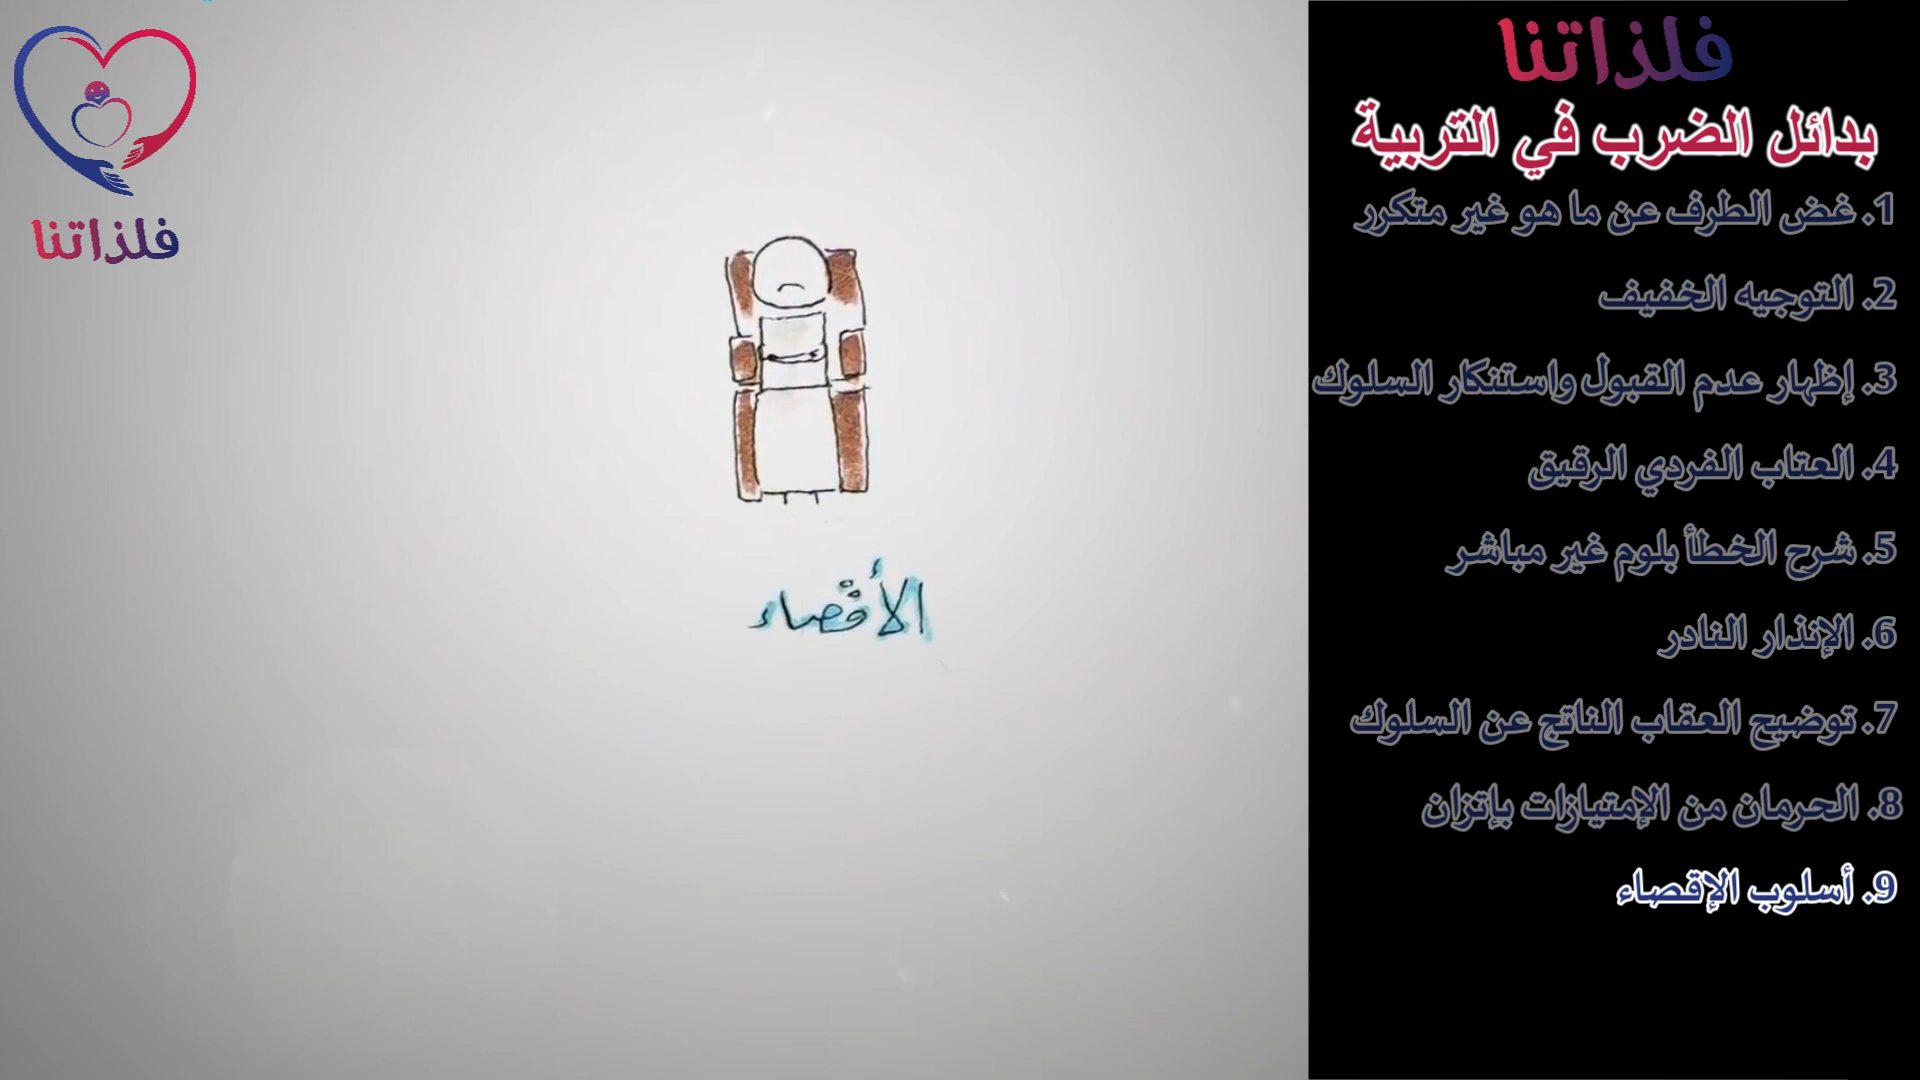 فلذاتنا
بدائل الضرب في التربية
1. غض الطرف عن ما هو غير متكرر
2. التوجيه الخفيف
3. إظهار عدم القبول واستنكار السلوك
4. العتاب الفردي الرقيق
5. شرح الخطأ بلوم غير مباشر
6. الإنذار النادر
7. توضيح العقاب الناتج عن السلوك
8. الحرمان من الإمتيازات بإتزان
9. أسلوب الإقصاء
فلذاتنا
الأقصاء